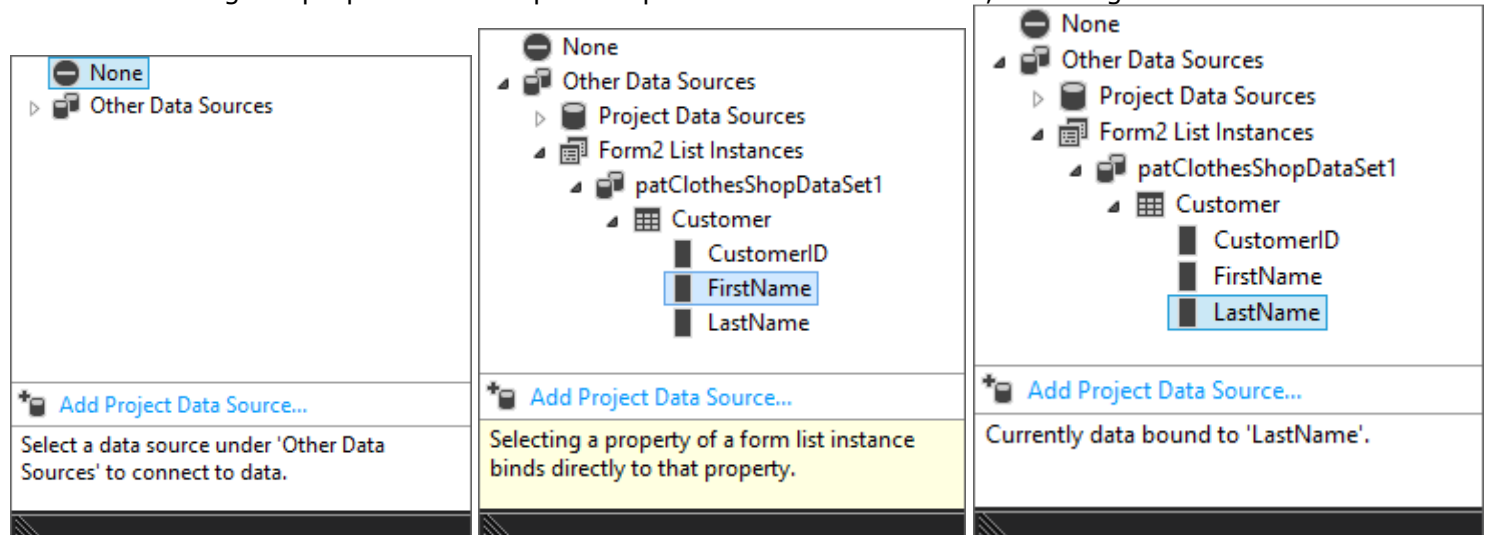 None
Other Data Sources
Add Project Data Source...
Select a data source under 'Other Data
Sources' to connect to data.
None
Other Data Sources
Project Data Sources
Form2 List Instances
patClothesShopDataSet1
Customer
CustomerID
FirstName
LastName
Add Project Data Source...
Selecting a property of a form list instance
binds directly to that property.
None
Other Data Sources
Project Data Sources
Form2 List Instances
patClothesShopDataSet1
Customer
CustomerID
FirstName
LastName
Add Project Data Source...
Currently data bound to 'LastName'.